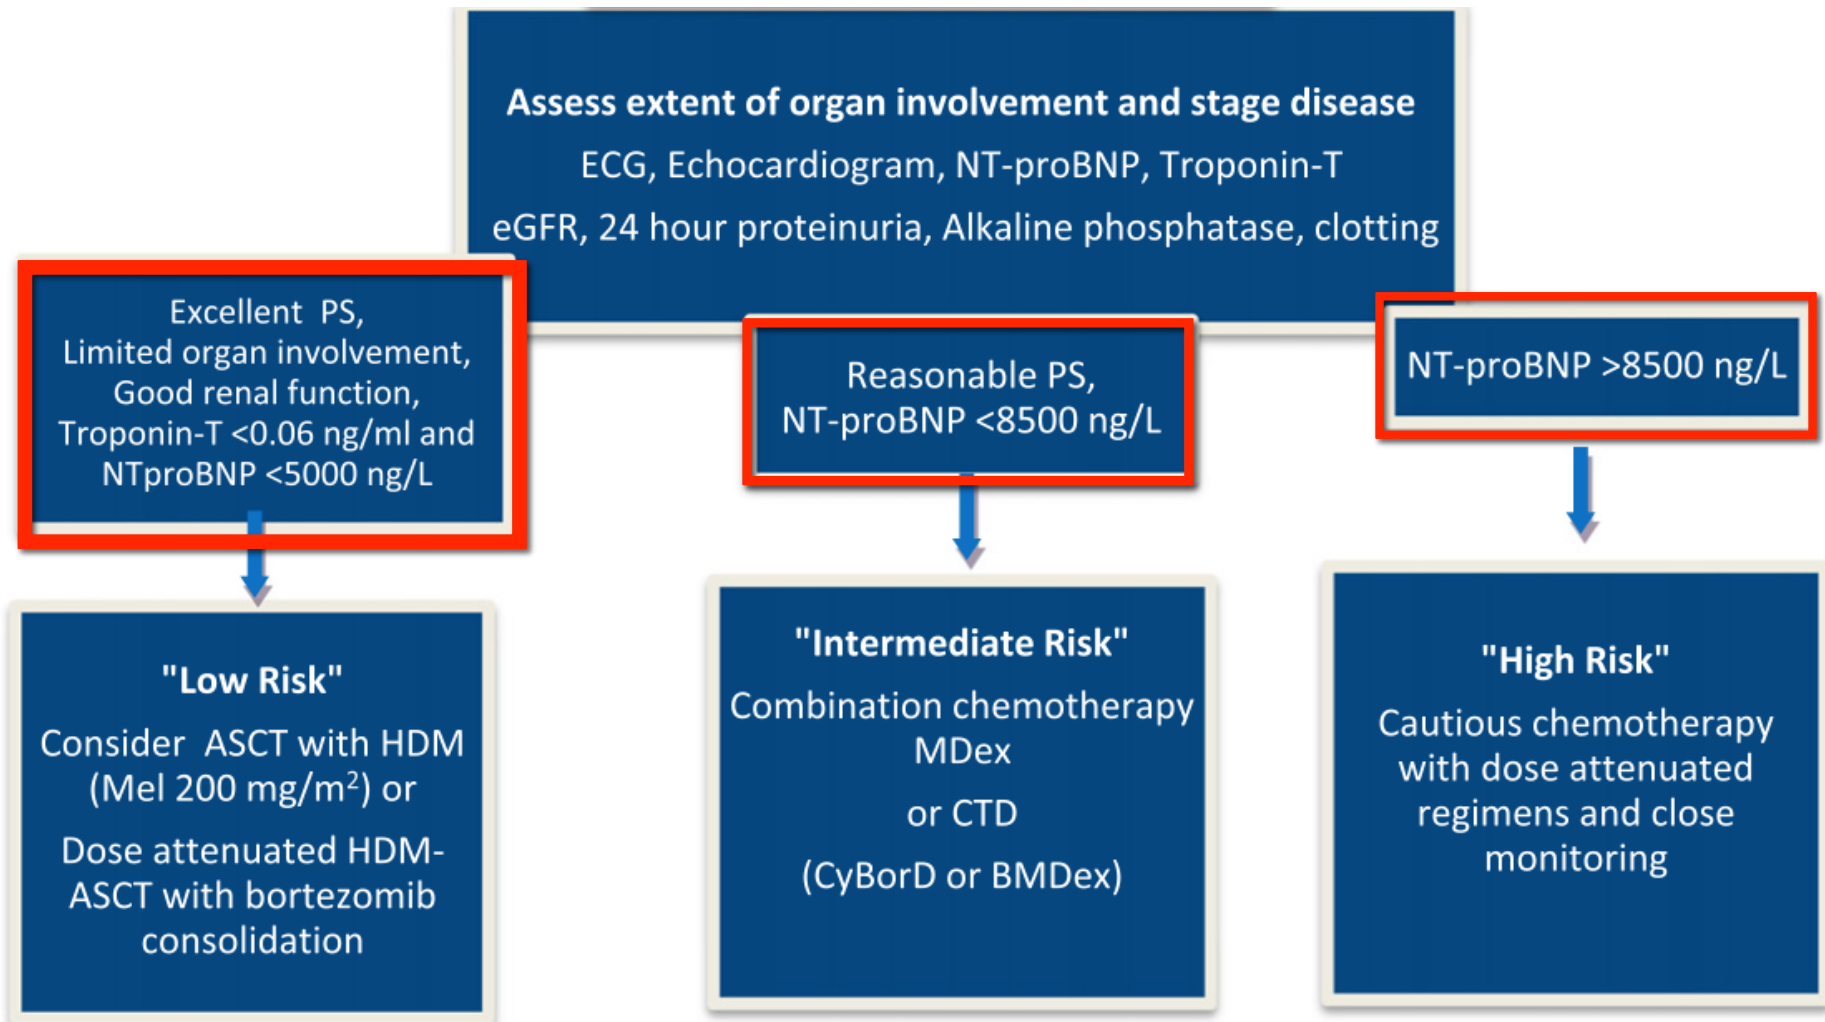 Assess extent of organ involvement and stage disease
ECG, Echocardiogram, NT-proBNP, Troponin-T
eGFR, 24 hour proteinuria, Alkaline phosphatase, clotting
Excellent PS,
Limited organ involvement,
Good renal function,
Troponin-T <0.06 ng/ml and
NTproBNP <5000 ng/L
Reasonable PS,
NT-proBNP <8500 ng/L
NT-proBNP >8500 ng/L
"Low Risk"
Consider ASCT with HDM
(Mel 200 mg/m²) or
Dose attenuated HDM-
ASCT with bortezomib
consolidation
"Intermediate Risk"
Combination chemotherapy
MDex
or CTD
(CyBorD or BMDex)
"High Risk"
Cautious chemotherapy
with dose attenuated
regimens and close
monitoring